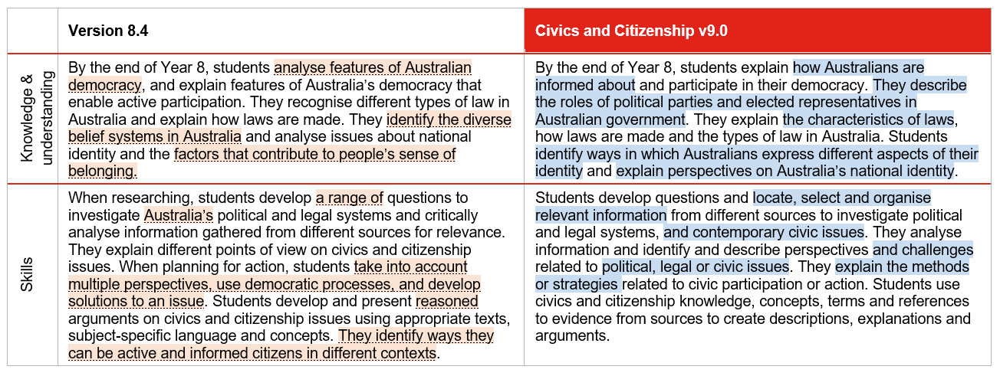 Version 8.4
Civics and Citizenship v9.0
Knowledge &
understanding
By the end of Year 8, students analyse features of Australian
democracy, and explain features of Australia’s democracy that
enable active participation. They recognise different types of law in
Australia and explain how laws are made. They identify the diverse
belief systems in Australia and analyse issues about national
identity and the factors that contribute to people’s sense of
belonging.
By the end of Year 8, students explain how Australians are
informed about and participate in their democracy. They describe
the roles of political parties and elected representatives in
Australian government. They explain the characteristics of laws,
how laws are made and the types of law in Australia. Students
identify ways in which Australians express different aspects of their
identity and explain perspectives on Australia’s national identity.
Skills
When researching, students develop a range of questions to
investigate Australia’s political and legal systems and critically
analyse information gathered from different sources for relevance.
They explain different points of view on civics and citizenship
issues. When planning for action, students take into account
multiple perspectives, use democratic processes, and develop
solutions to an issue. Students develop and present reasoned
arguments on civics and citizenship issues using appropriate texts,
subject-specific language and concepts. They identify ways they
can be active and informed citizens in different contexts.
Students develop questions and locate, select and organise
relevant information from different sources to investigate political
and legal systems, and contemporary civic issues. They analyse
information and identify and describe perspectives and challenges
related to political, legal or civic issues. They explain the methods
or strategies related to civic participation or action. Students use
civics and citizenship knowledge, concepts, terms and references
to evidence from sources to create descriptions, explanations and
arguments.